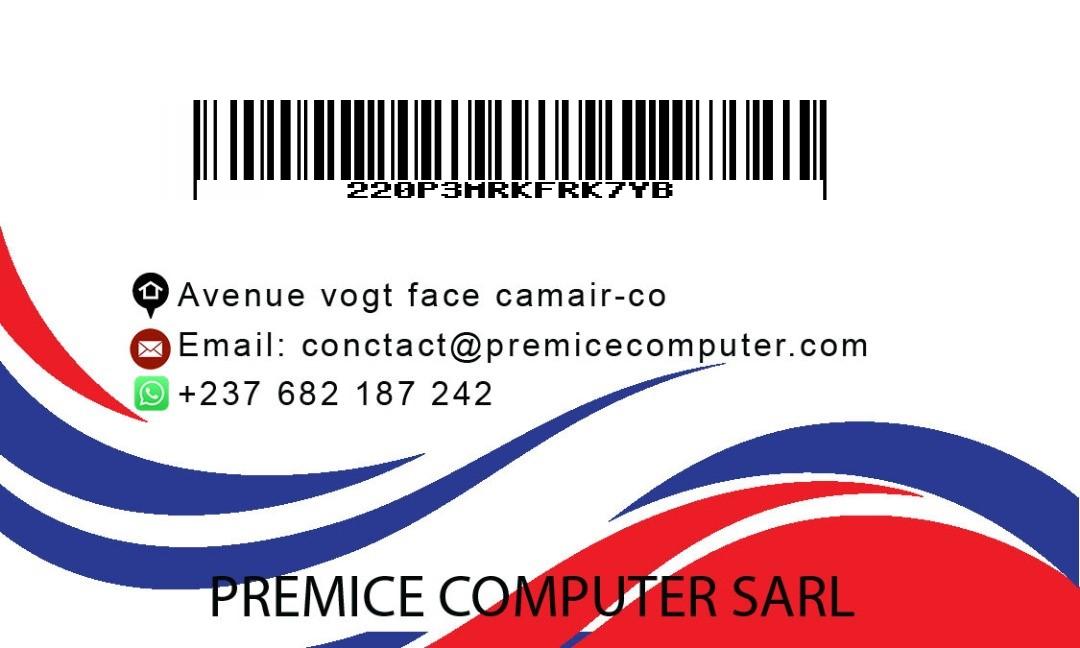 220P3MRKFRK7YB
Avenue vogt face camair-co
Email: conctact@premicecomputer.com
+237 682 187 242
PREMICE COMPUTER SARL